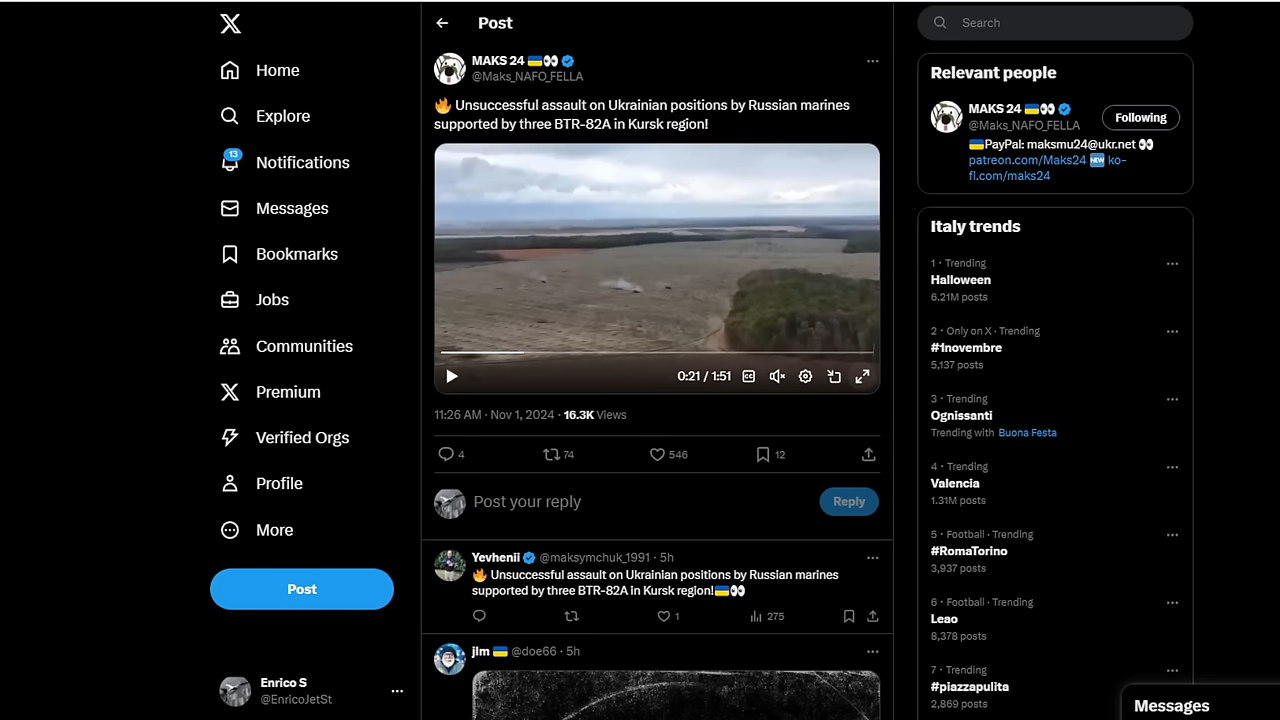 Home
Explore
13
Notifications
Messages
Bookmarks
Jobs
Communities
Premium
Verified Orgs
Profile
More
Post
Enrico S
@EnricoJetSt
Post
MAKS 24 🇺🇦👀
@Maks_NAFO_FELLA
🔥 Unsuccessful assault on Ukrainian positions by Russian marines
supported by three BTR-82A in Kursk region!
0:21 / 1:51
CC
11:26 AM · Nov 1, 2024 · 16.3K Views
4 74 546 12
Post your reply
Reply
Yevhenii @maksymchuk_1991 · 5h
🔥 Unsuccessful assault on Ukrainian positions by Russian marines
supported by three BTR-82A in Kursk region!🇺🇦👀
1 275
jlm 🇺🇦 @doe66 · 5h
Search
Relevant people
MAKS 24 🇺🇦👀
@Maks_NAFO_FELLA
Following
🇺🇦PayPal: maksmu24@ukr.net 👀
patreon.com/Maks24 🆕 ko-
fi.com/maks24
Italy trends
1 · Trending
Halloween
6.21M posts
2 · Only on X · Trending
#1novembre
5,137 posts
3 · Trending
Ognissanti
Trending with Buona Festa
4 · Trending
Valencia
1.31M posts
5 · Football · Trending
#RomaTorino
3,937 posts
6 · Football · Trending
Leao
8,378 posts
7 · Trending
#piazzapulita
2,869 posts
Messages